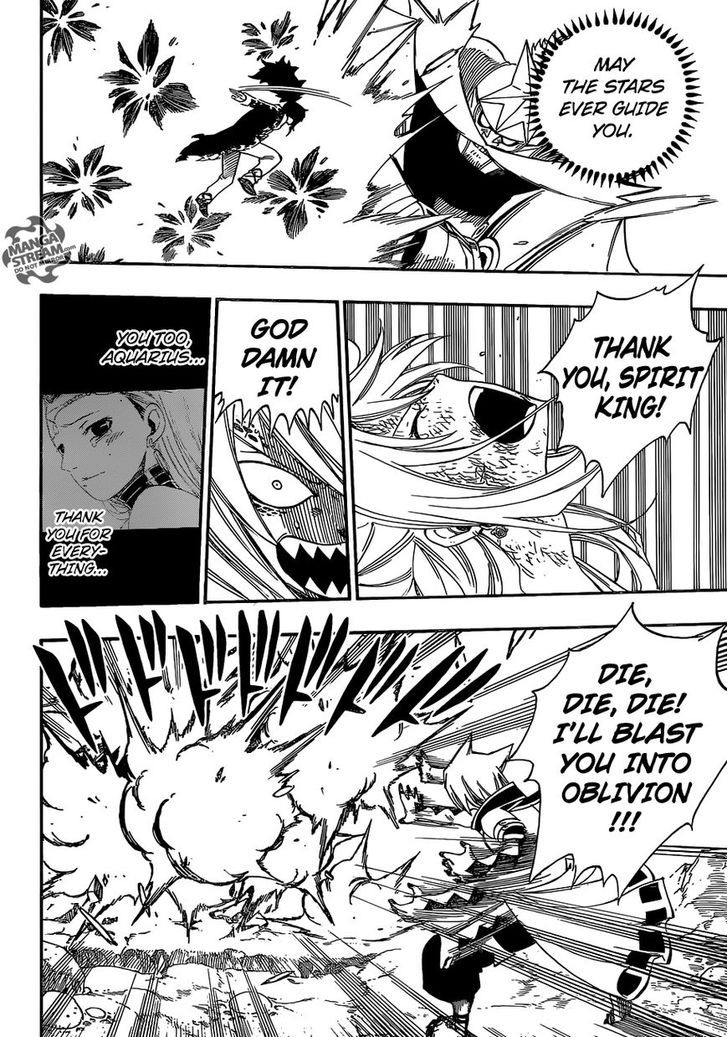 MAY
THE STARS
EVER GUIDE
YOU.
MANGA
STREAM.com
THANK
YOU, SPIRIT
KING!
GOD
DAMN
IT!
YOU TOO,
AQUARIUS...
THANK
YOU FOR
EVERY-
THING...
ドドドドドド
DIE,
DIE, DIE!
I'LL BLAST
YOU INTO
OBLIVION
!!!